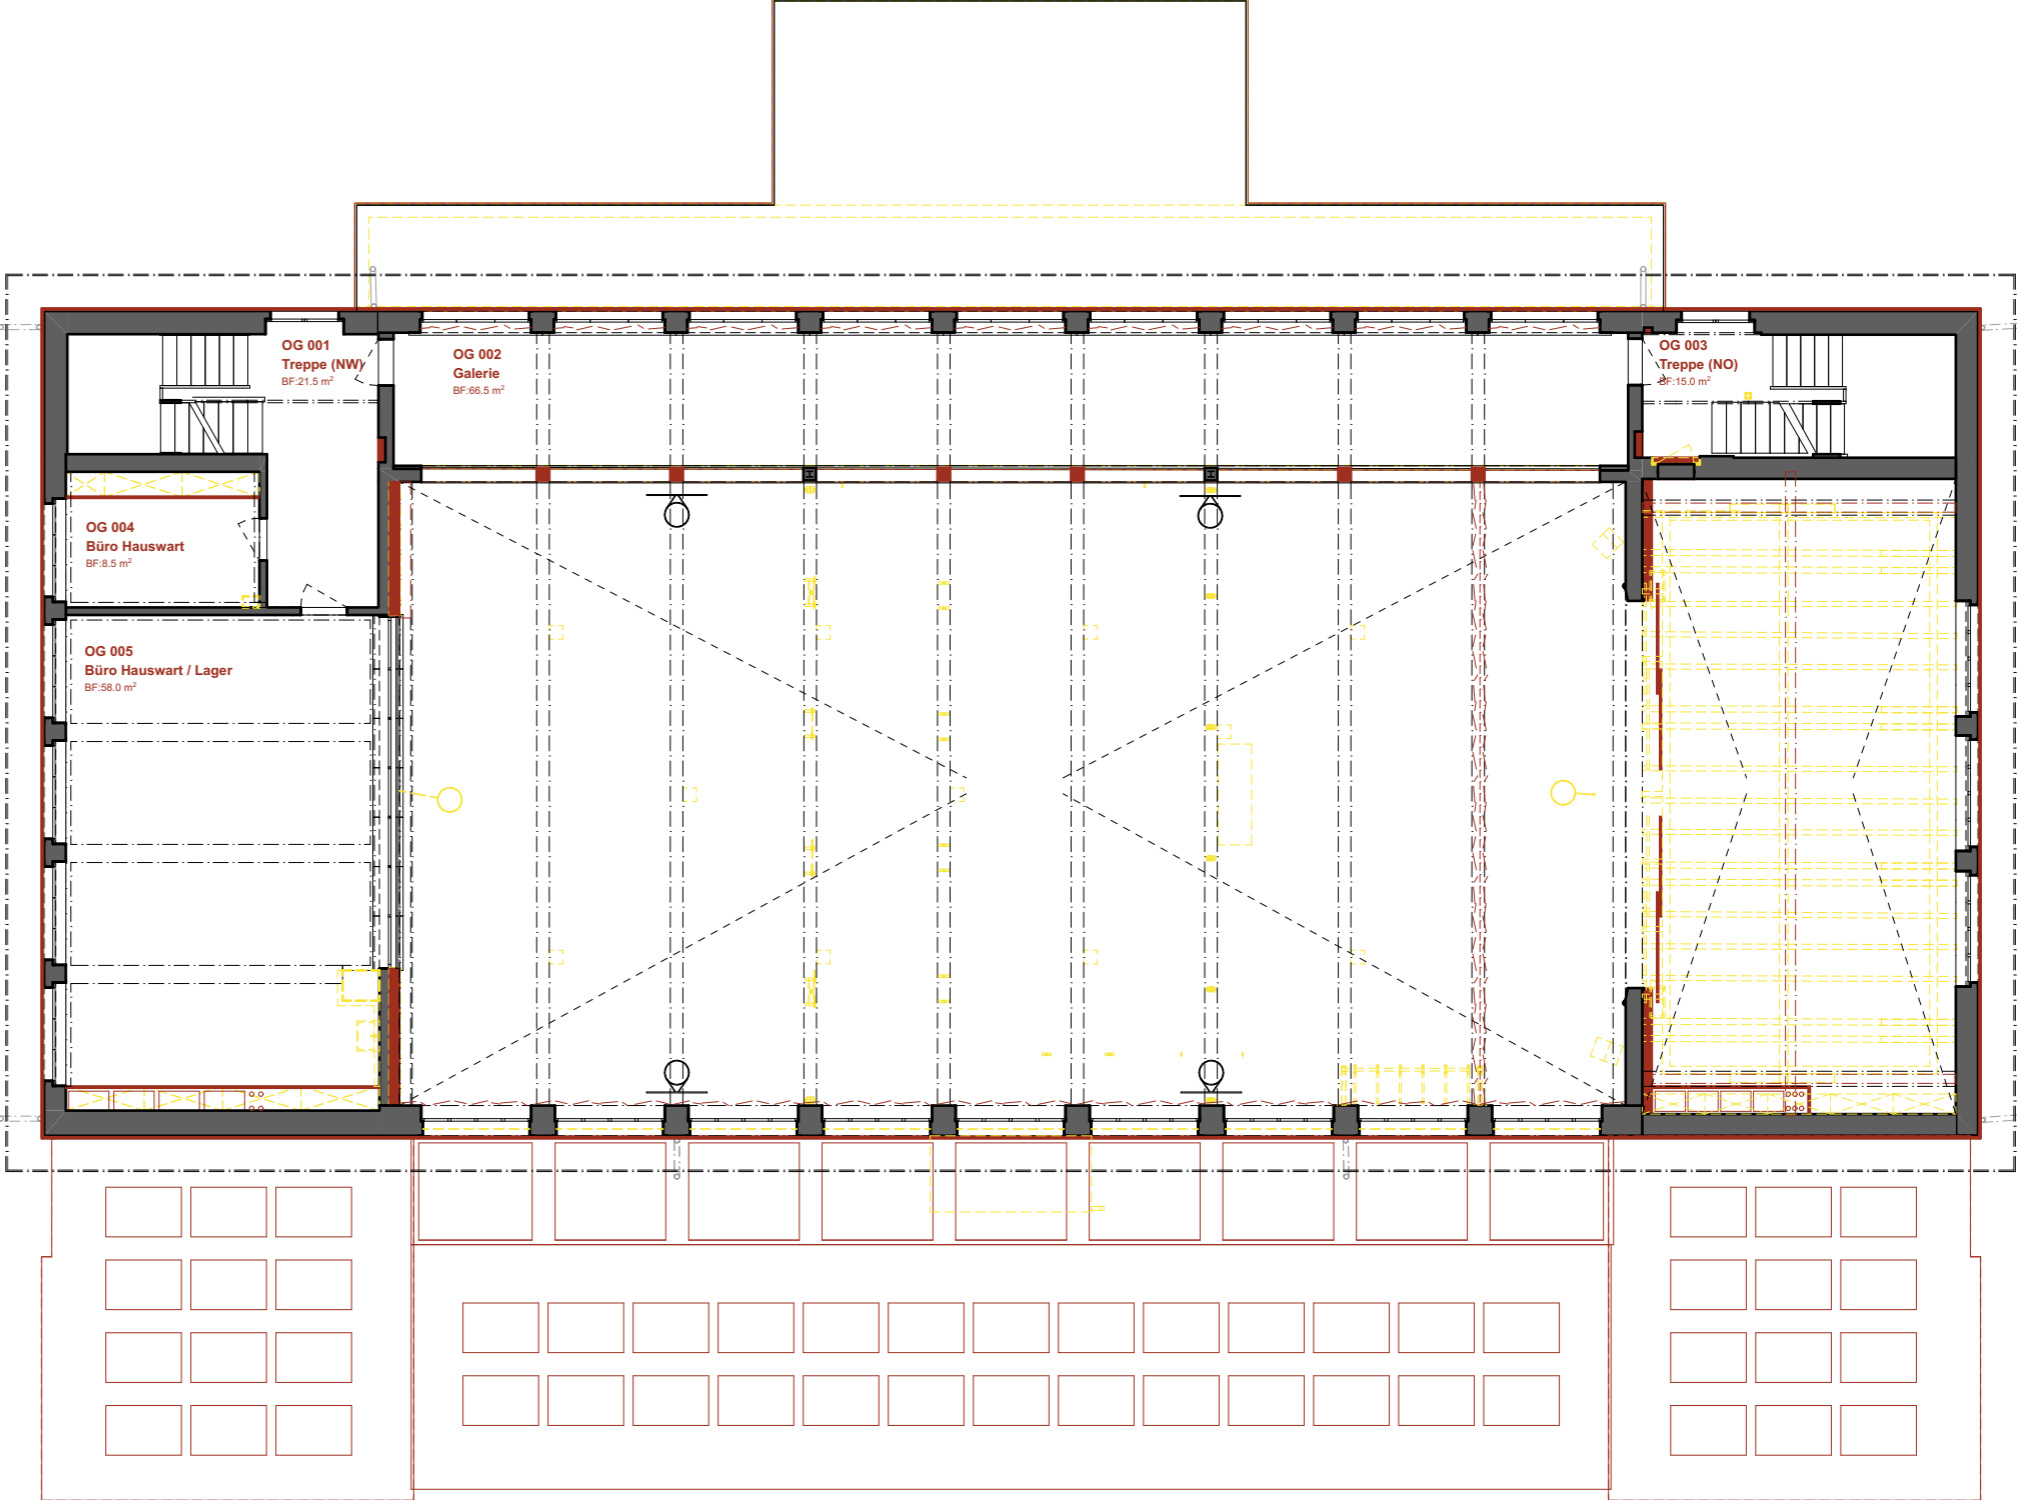 OG 001
Treppe (NW)
BF:21.5 m²
OG 002
Galerie
BF:66.5 m²
OG 003
Treppe (NO)
BF:15.0 m²
OG 004
Büro Hauswart
BF:8.5 m²
OG 005
Büro Hauswart / Lager
BF:58.0 m²